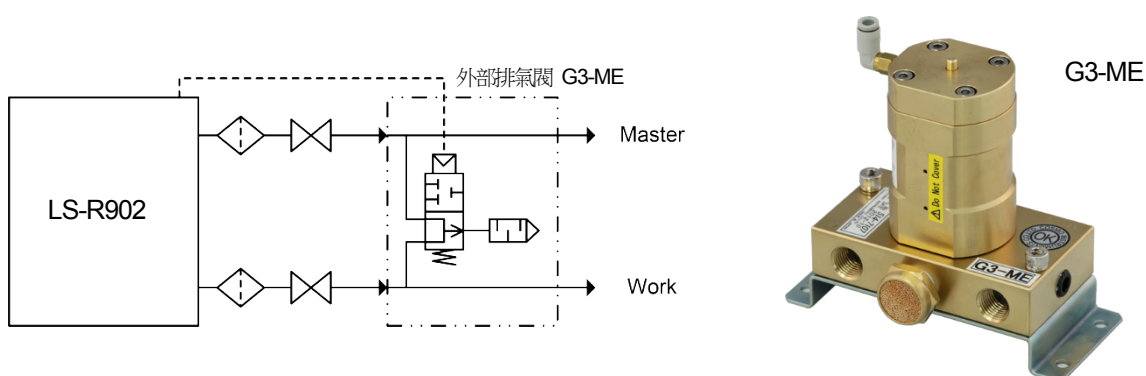 外部排氣閥 G3-ME
LS-R902
Master
Work
G3-ME
Do Not Cover
G3-ME